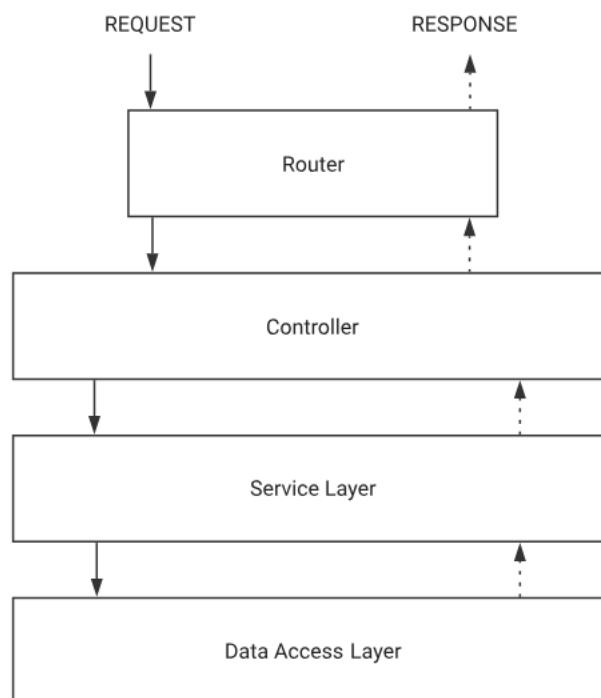 REQUEST
RESPONSE
Router
Controller
Service Layer
Data Access Layer